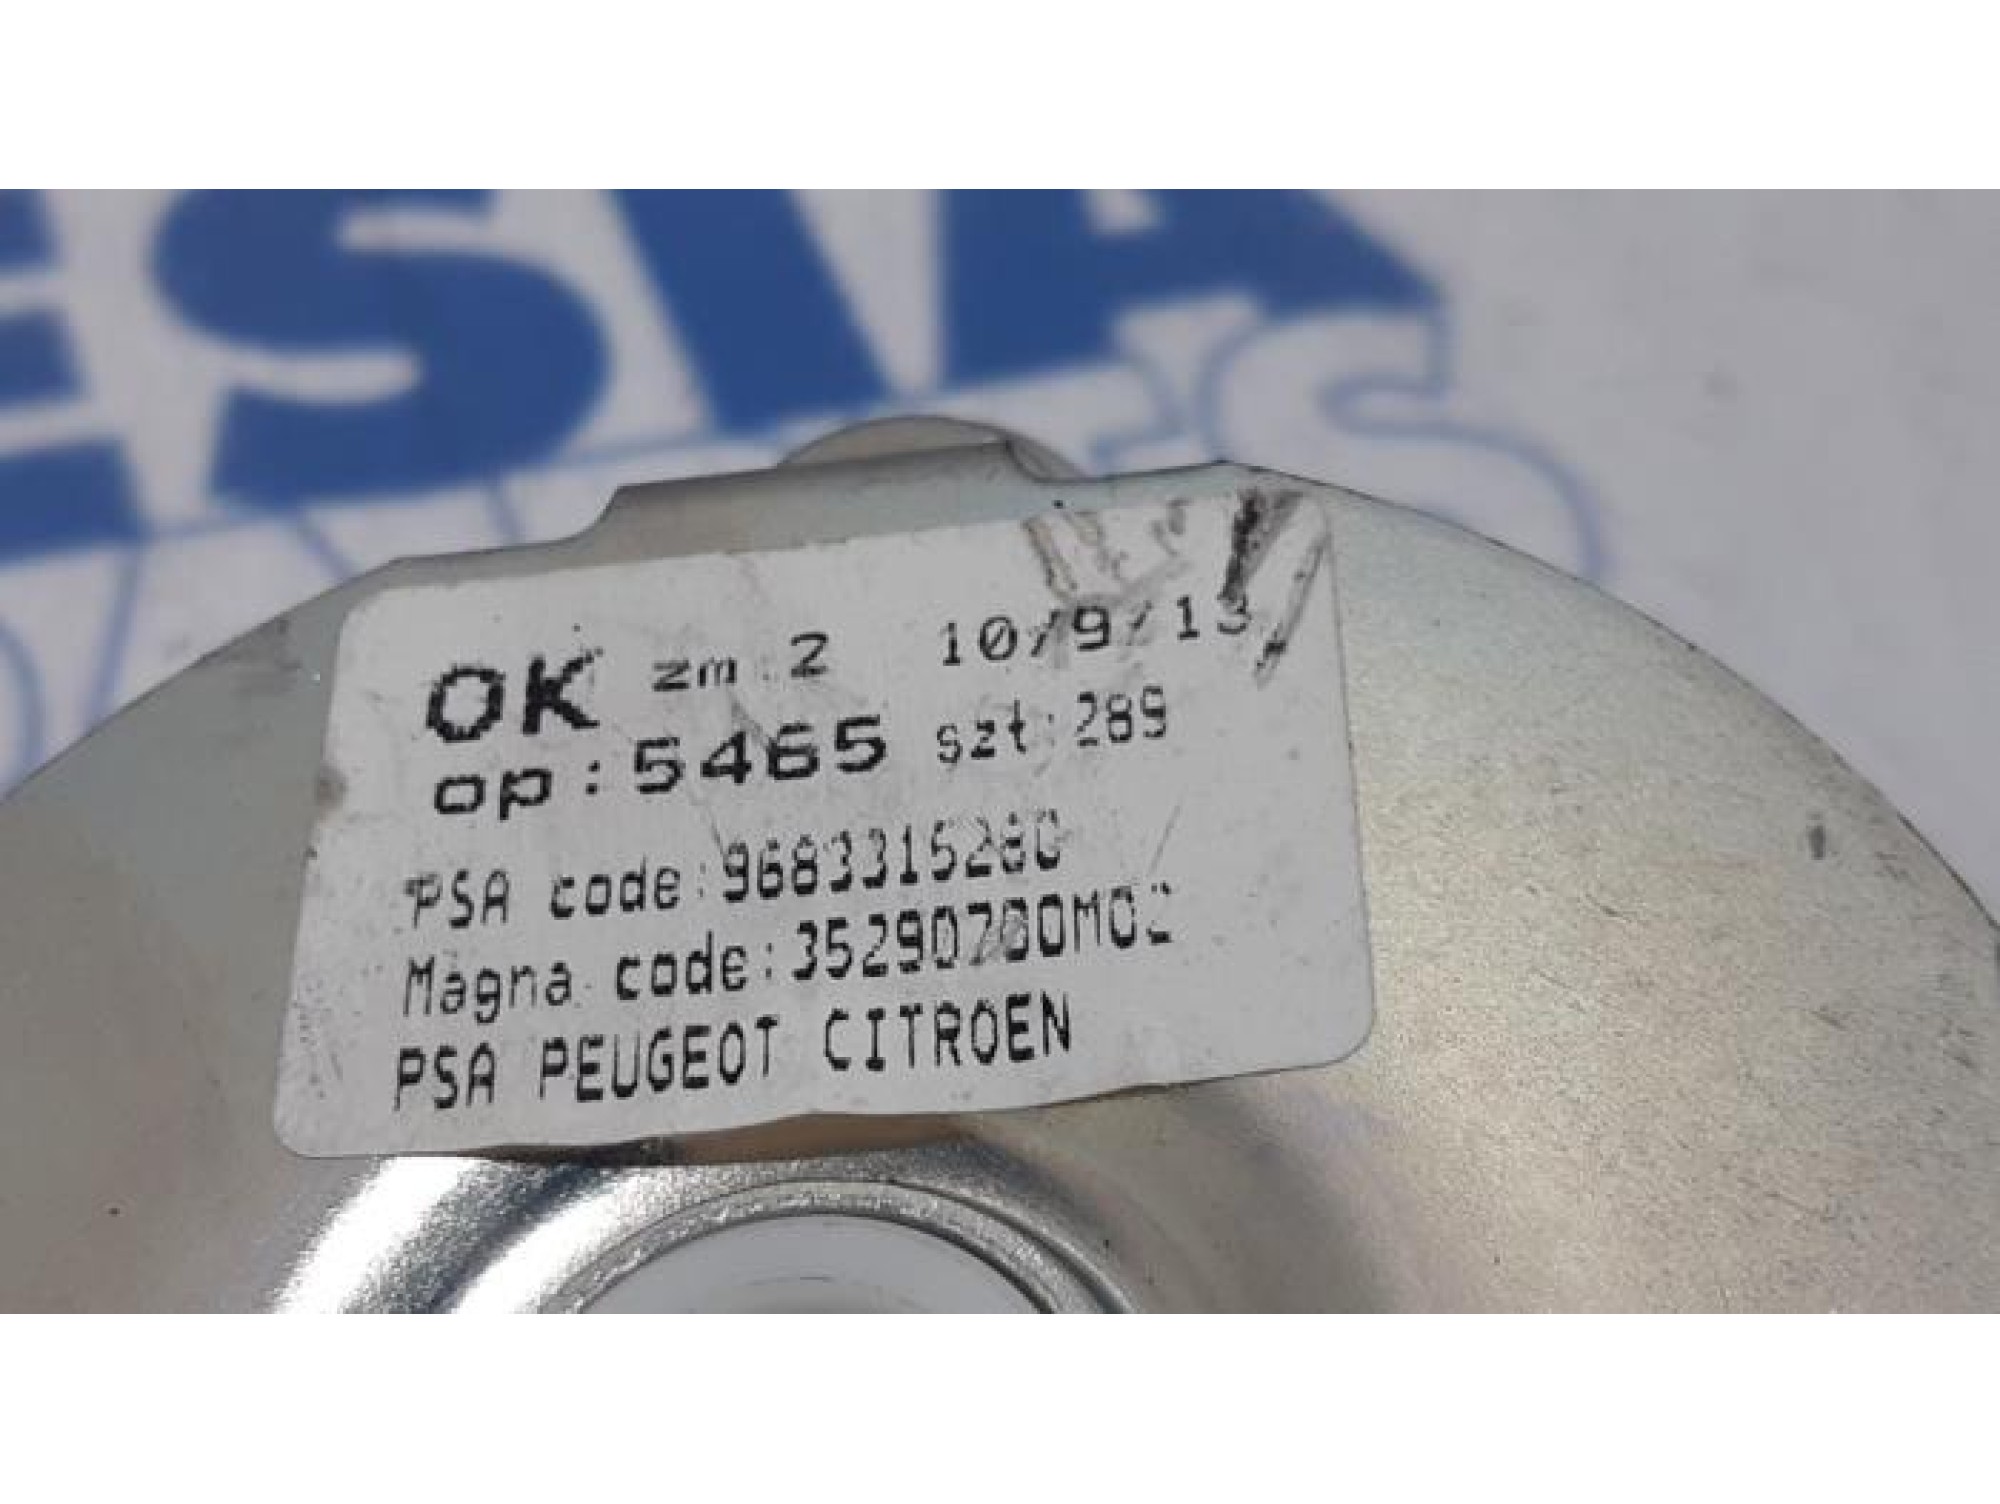 ESIA
OK zm.2 10/9/13
op:5465 szt:289
PSA code:9683315280
Magna code:35290700M02
PSA PEUGEOT CITROEN